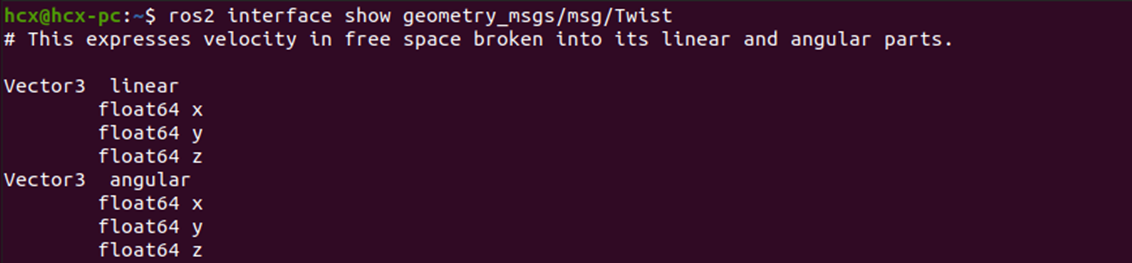 hcx@hcx-pc:~$ ros2 interface show geometry_msgs/msg/Twist
# This expresses velocity in free space broken into its linear and angular parts.

Vector3  linear
        float64 x
        float64 y
        float64 z
Vector3  angular
        float64 x
        float64 y
        float64 z